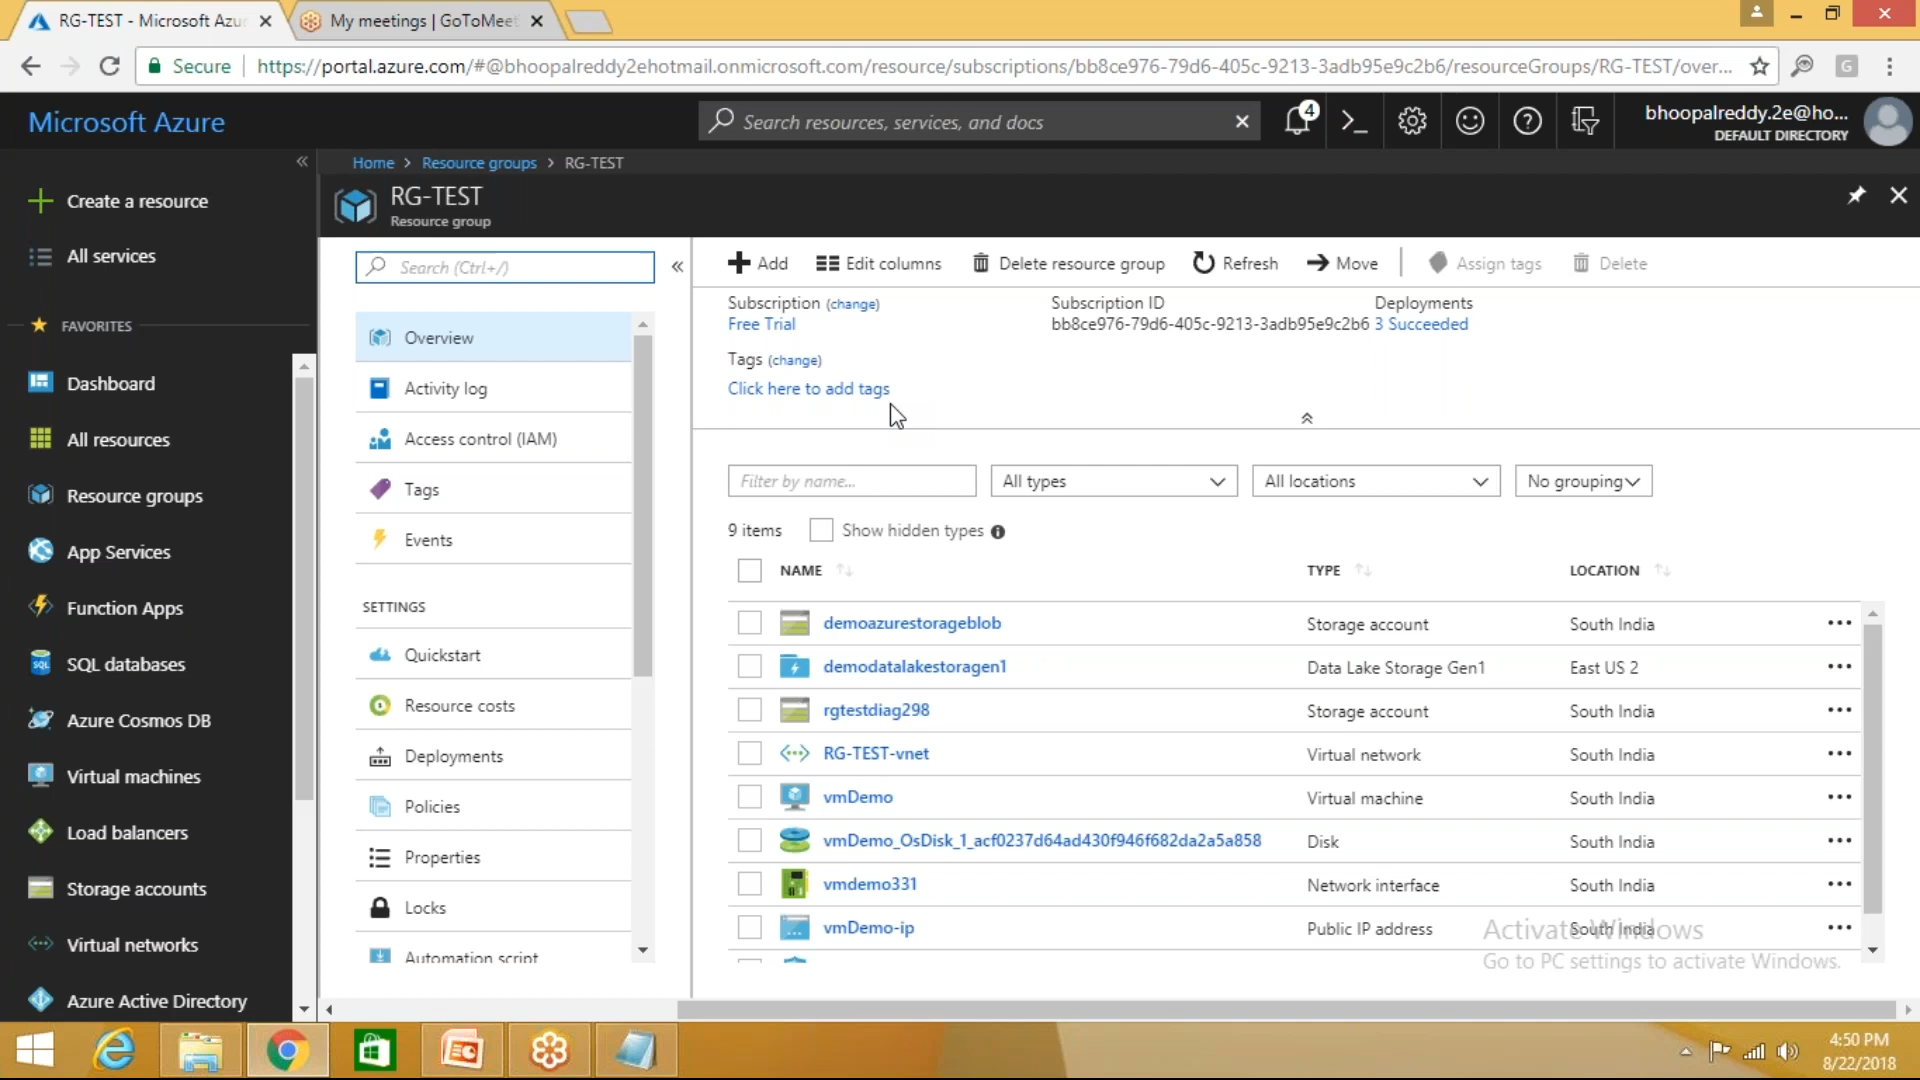 RG-TEST - Microsoft Azu
My meetings | GoToMeet
Secure
https://portal.azure.com/#@bhoopalreddy2ehotmail.onmicrosoft.com/resource/subscriptions/bb8ce976-79d6-405c-9213-3adb95e9c2b6/resourceGroups/RG-TEST/over...
G
Microsoft Azure
Search resources, services, and docs
4
bhoopalreddy.2e@ho...
DEFAULT DIRECTORY
Home > Resource groups > RG-TEST
RG-TEST
Resource group
Create a resource
All services
FAVORITES
Dashboard
All resources
Resource groups
App Services
Function Apps
SQL databases
Azure Cosmos DB
Virtual machines
Load balancers
Storage accounts
Virtual networks
Azure Active Directory
Search (Ctrl+/)
Overview
Activity log
Access control (IAM)
Tags
Events
SETTINGS
Quickstart
Resource costs
Deployments
Policies
Properties
Locks
Automation script
Add
Edit columns
Delete resource group
Refresh
Move
Assign tags
Delete
Subscription (change)
Free Trial
Subscription ID
bb8ce976-79d6-405c-9213-3adb95e9c2b6
Deployments
3 Succeeded
Tags (change)
Click here to add tags
Filter by name...
All types
All locations
No grouping
9 items
Show hidden types
NAME TYPE LOCATION
demoazurestorageblob Storage account South India
demodatalakestoragen1 Data Lake Storage Gen1 East US 2
rgtestdiag298 Storage account South India
RG-TEST-vnet Virtual network South India
vmDemo Virtual machine South India
vmDemo_OsDisk_1_acf0237d64ad430f946f682da2a5a858 Disk South India
vmdemo331 Network interface South India
vmDemo-ip Public IP address South India
Activate Windows
Go to PC settings to activate Windows.
4:50 PM
8/22/2018